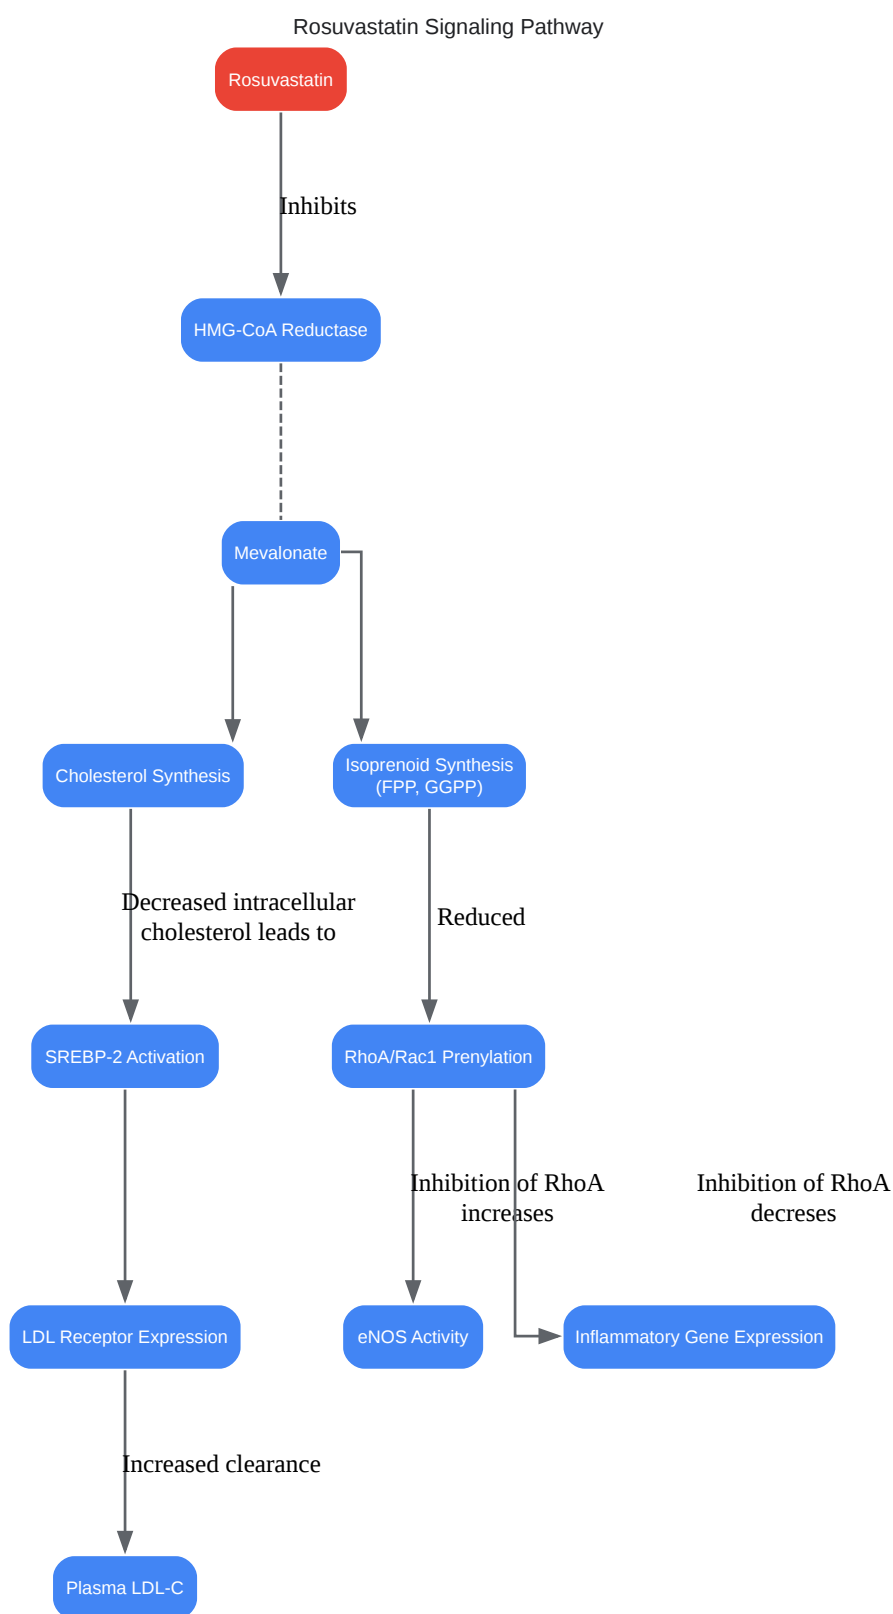 Rosuvastatin Signaling Pathway
Rosuvastatin
Inhibits
HMG-CoA Reductase
Mevalonate
Cholesterol Synthesis
Isoprenoid Synthesis
(FPP, GGPP)
Decreased intracellular
cholesterol leads to
Reduced
SREBP-2 Activation
RhoA/Rac1 Prenylation
Inhibition of RhoA
increases
Inhibition of RhoA
decreses
LDL Receptor Expression
eNOS Activity
Inflammatory Gene Expression
Increased clearance
Plasma LDL-C